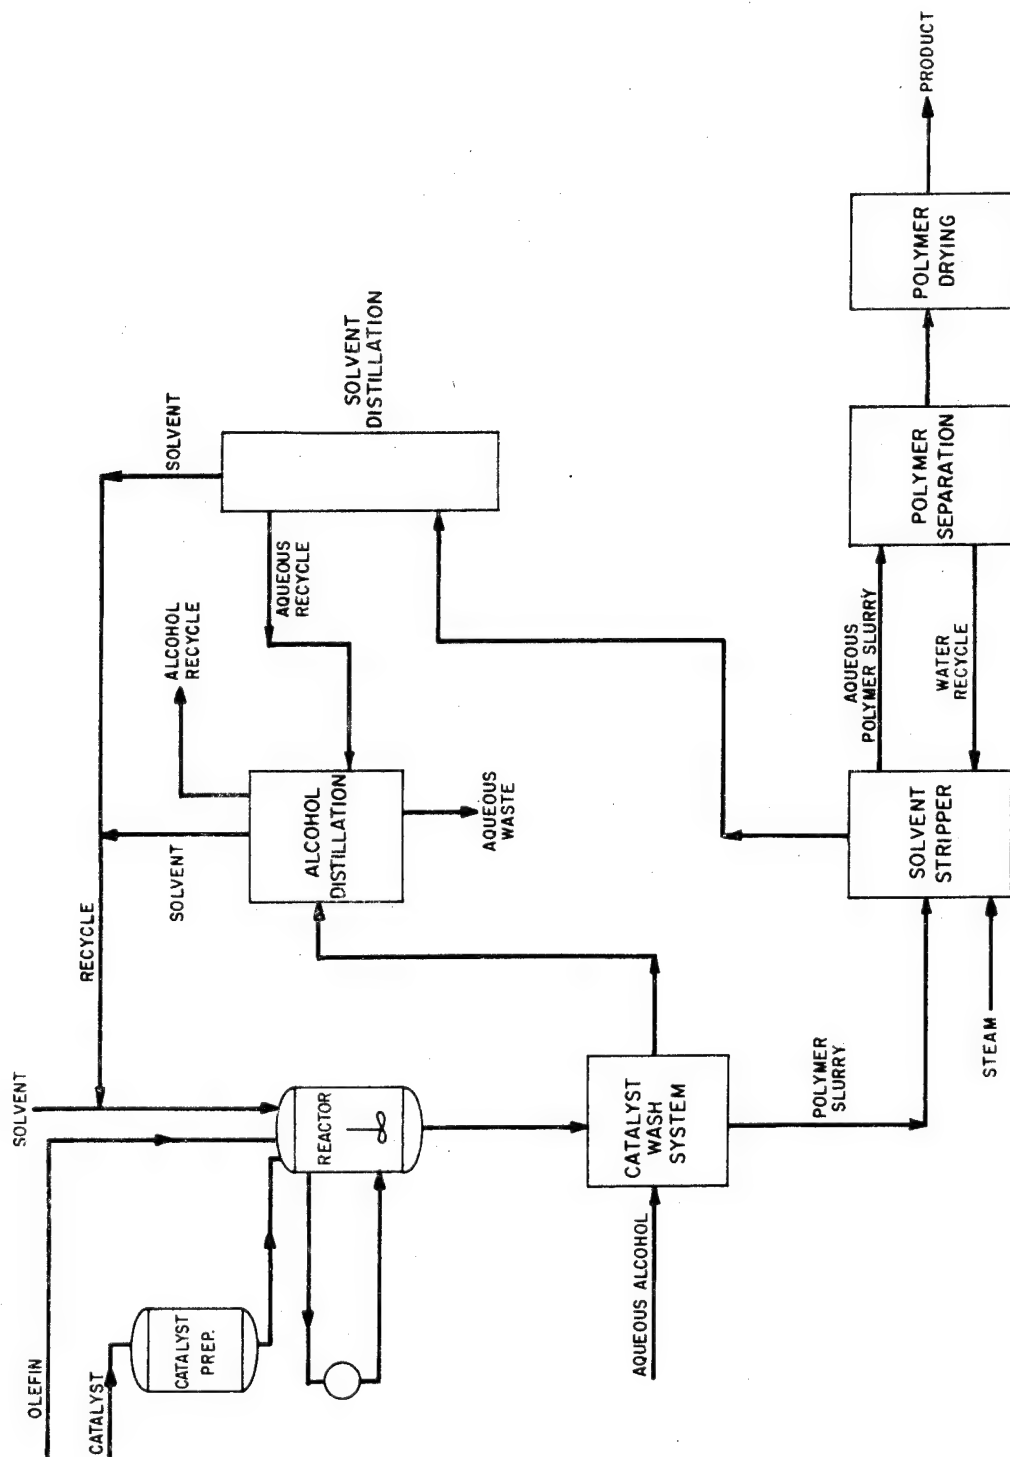 OLEFIN
CATALYST
CATALYST
PREP.
SOLVENT
RECYCLE
REACTOR
SOLVENT
ALCOHOL
RECYCLE
SOLVENT
ALCOHOL
DISTILLATION
AQUEOUS
RECYCLE
SOLVENT
DISTILLATION
AQUEOUS
WASTE
AQUEOUS ALCOHOL
CATALYST
WASH
SYSTEM
POLYMER
SLURRY
STEAM
SOLVENT
STRIPPER
AQUEOUS
POLYMER SLURRY
WATER
RECYCLE
POLYMER
SEPARATION
POLYMER
DRYING
PRODUCT